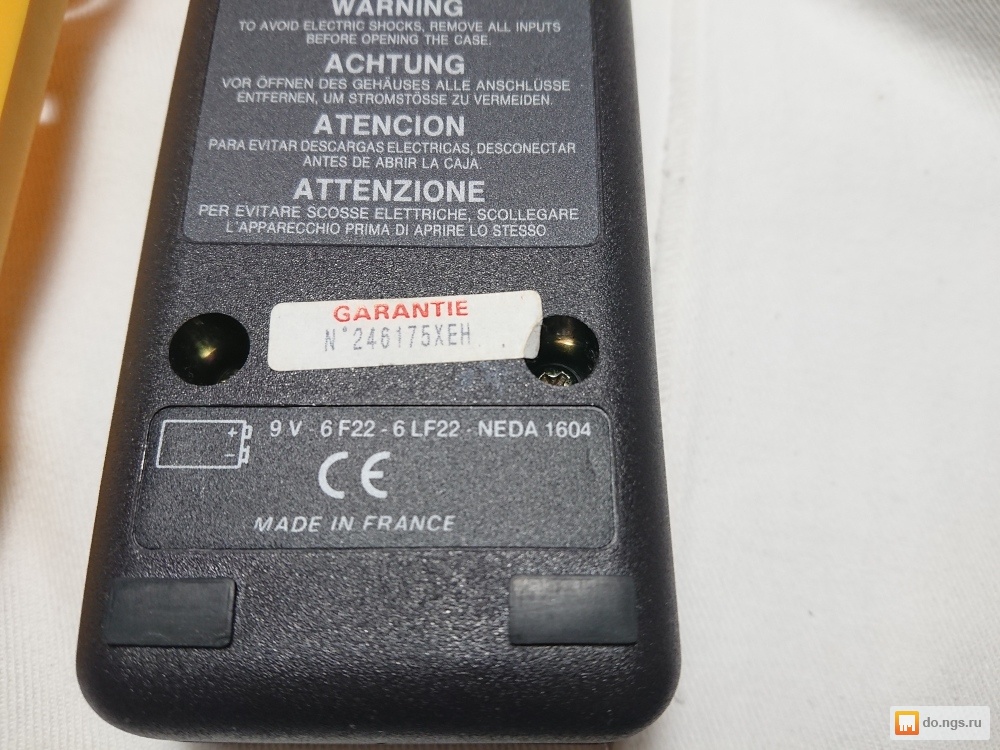 WARNING
TO AVOID ELECTRIC SHOCKS, REMOVE ALL INPUTS
BEFORE OPENING THE CASE.
ACHTUNG
VOR ÖFFNEN DES GEHÄUSES ALLE ANSCHLÜSSE
ENTFERNEN, UM STROMSTÖSSE ZU VERMEIDEN.
ATENCION
PARA EVITAR DESCARGAS ELECTRICAS, DESCONECTAR
ANTES DE ABRIR LA CAJA.
ATTENZIONE
PER EVITARE SCOSSE ELETTRICHE, SCOLLEGARE
L'APPARECCHIO PRIMA DI APRIRE LO STESSO
GARANTIE
N°246175XEH
+ 9 V - 6 F22 - 6 LF22 - NEDA 1604
-
CE
MADE IN FRANCE
do.ngs.ru